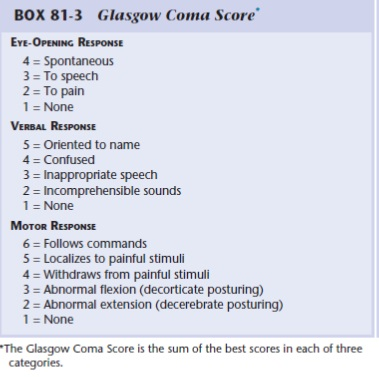 BOX 81-3 Glasgow Coma Score*
EYE-OPENING RESPONSE
4 = Spontaneous
3 = To speech
2 = To pain
1 = None
VERBAL RESPONSE
5 = Oriented to name
4 = Confused
3 = Inappropriate speech
2 = Incomprehensible sounds
1 = None
MOTOR RESPONSE
6 = Follows commands
5 = Localizes to painful stimuli
4 = Withdraws from painful stimuli
3 = Abnormal flexion (decorticate posturing)
2 = Abnormal extension (decerebrate posturing)
1 = None
*The Glasgow Coma Score is the sum of the best scores in each of three
categories.